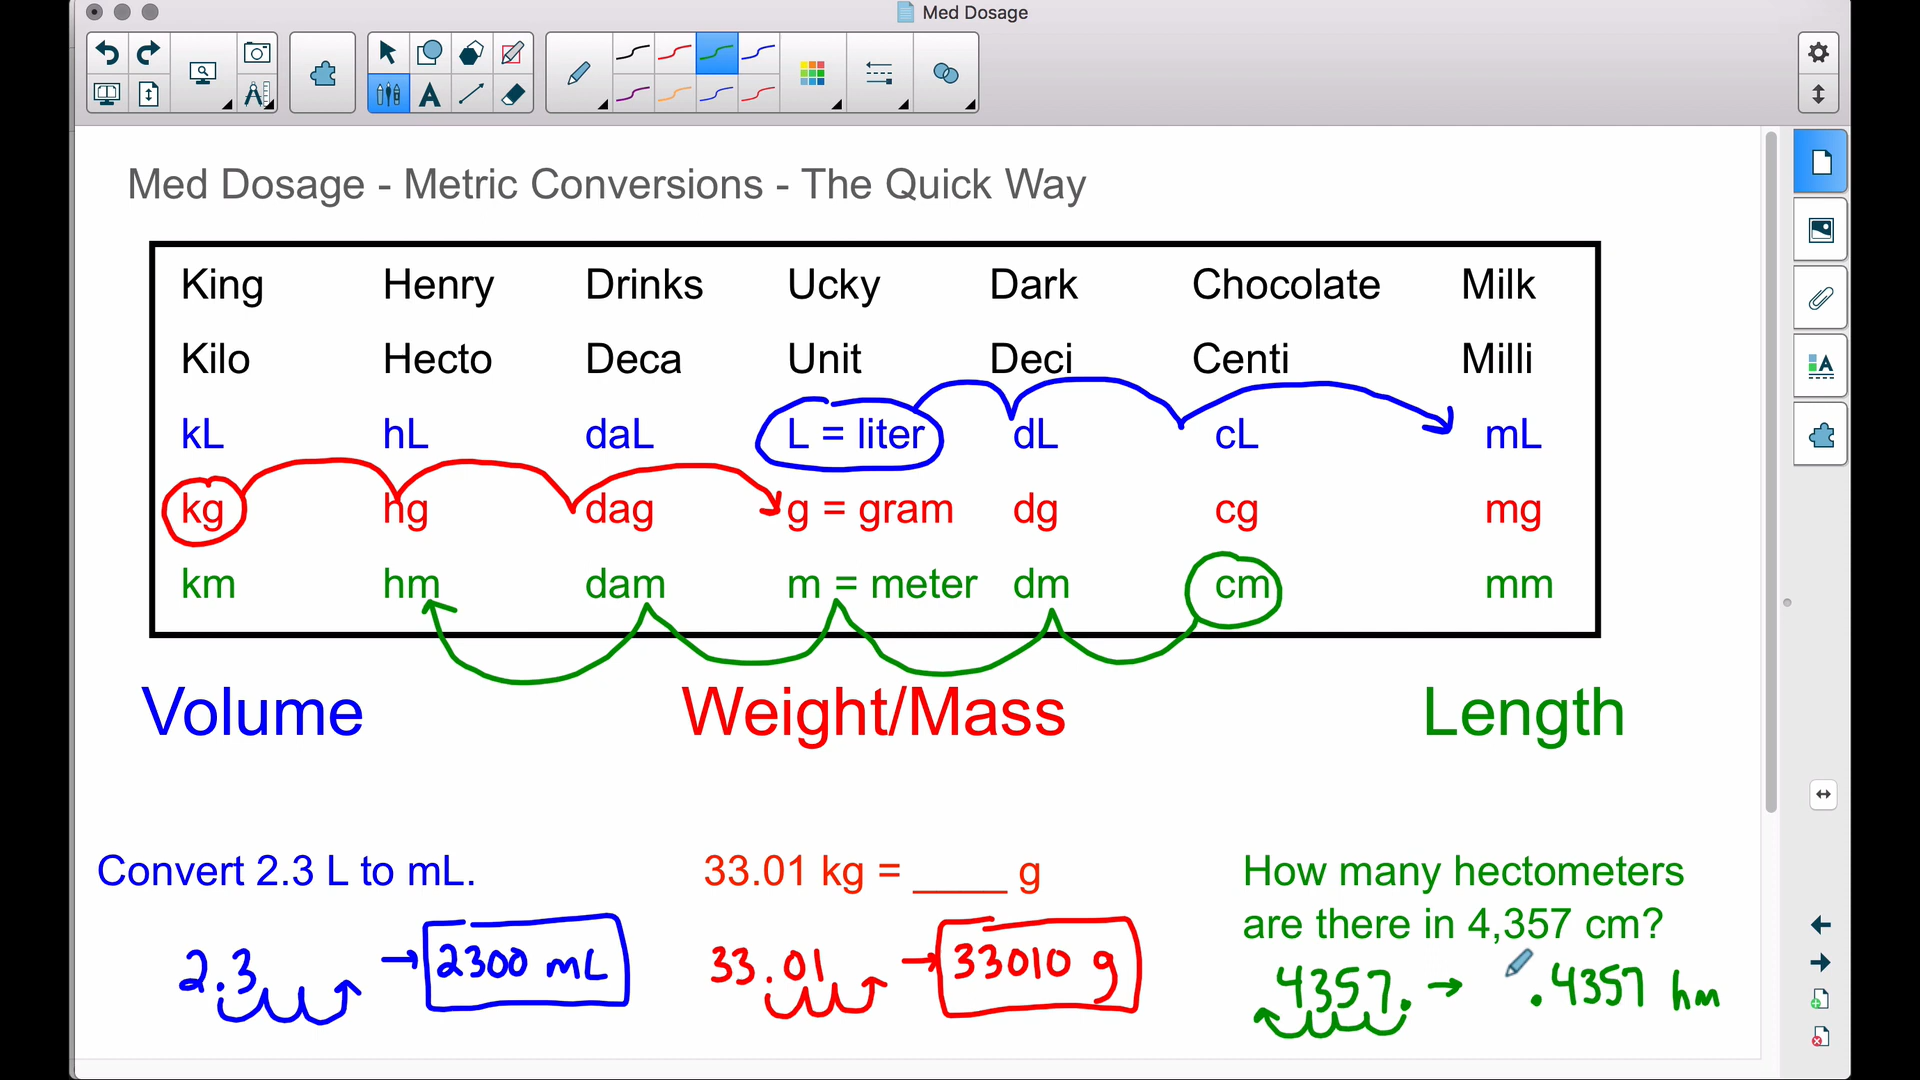 Med Dosage
Med Dosage - Metric Conversions - The Quick Way
King Henry Drinks Ucky Dark Chocolate Milk
Kilo Hecto Deca Unit Deci Centi Milli
kL hL daL L = liter dL cL mL
kg hg dag g = gram dg cg mg
km hm dam m = meter dm cm mm
Volume Weight/Mass Length
Convert 2.3 L to mL.
2.3 → 2300 mL
33.01 kg = ____ g
33.01 → 33010 g
How many hectometers
are there in 4,357 cm?
4357. → .4357 hm